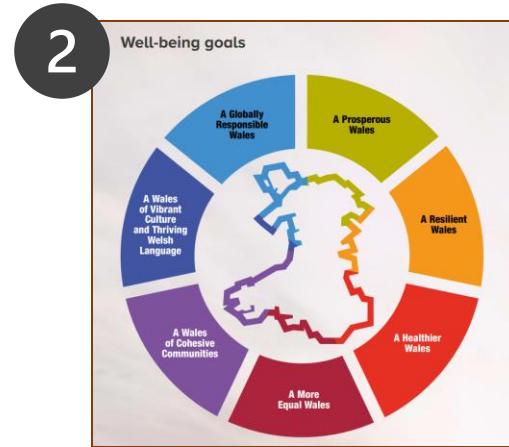 2
Well-being goals
A Globally
Responsible
Wales
A Prosperous
Wales
A Wales
of Vibrant
Culture
and Thriving
Welsh
Language
A Resilient
Wales
A Wales
of Cohesive
Communities
A Healthier
Wales
A More
Equal Wales